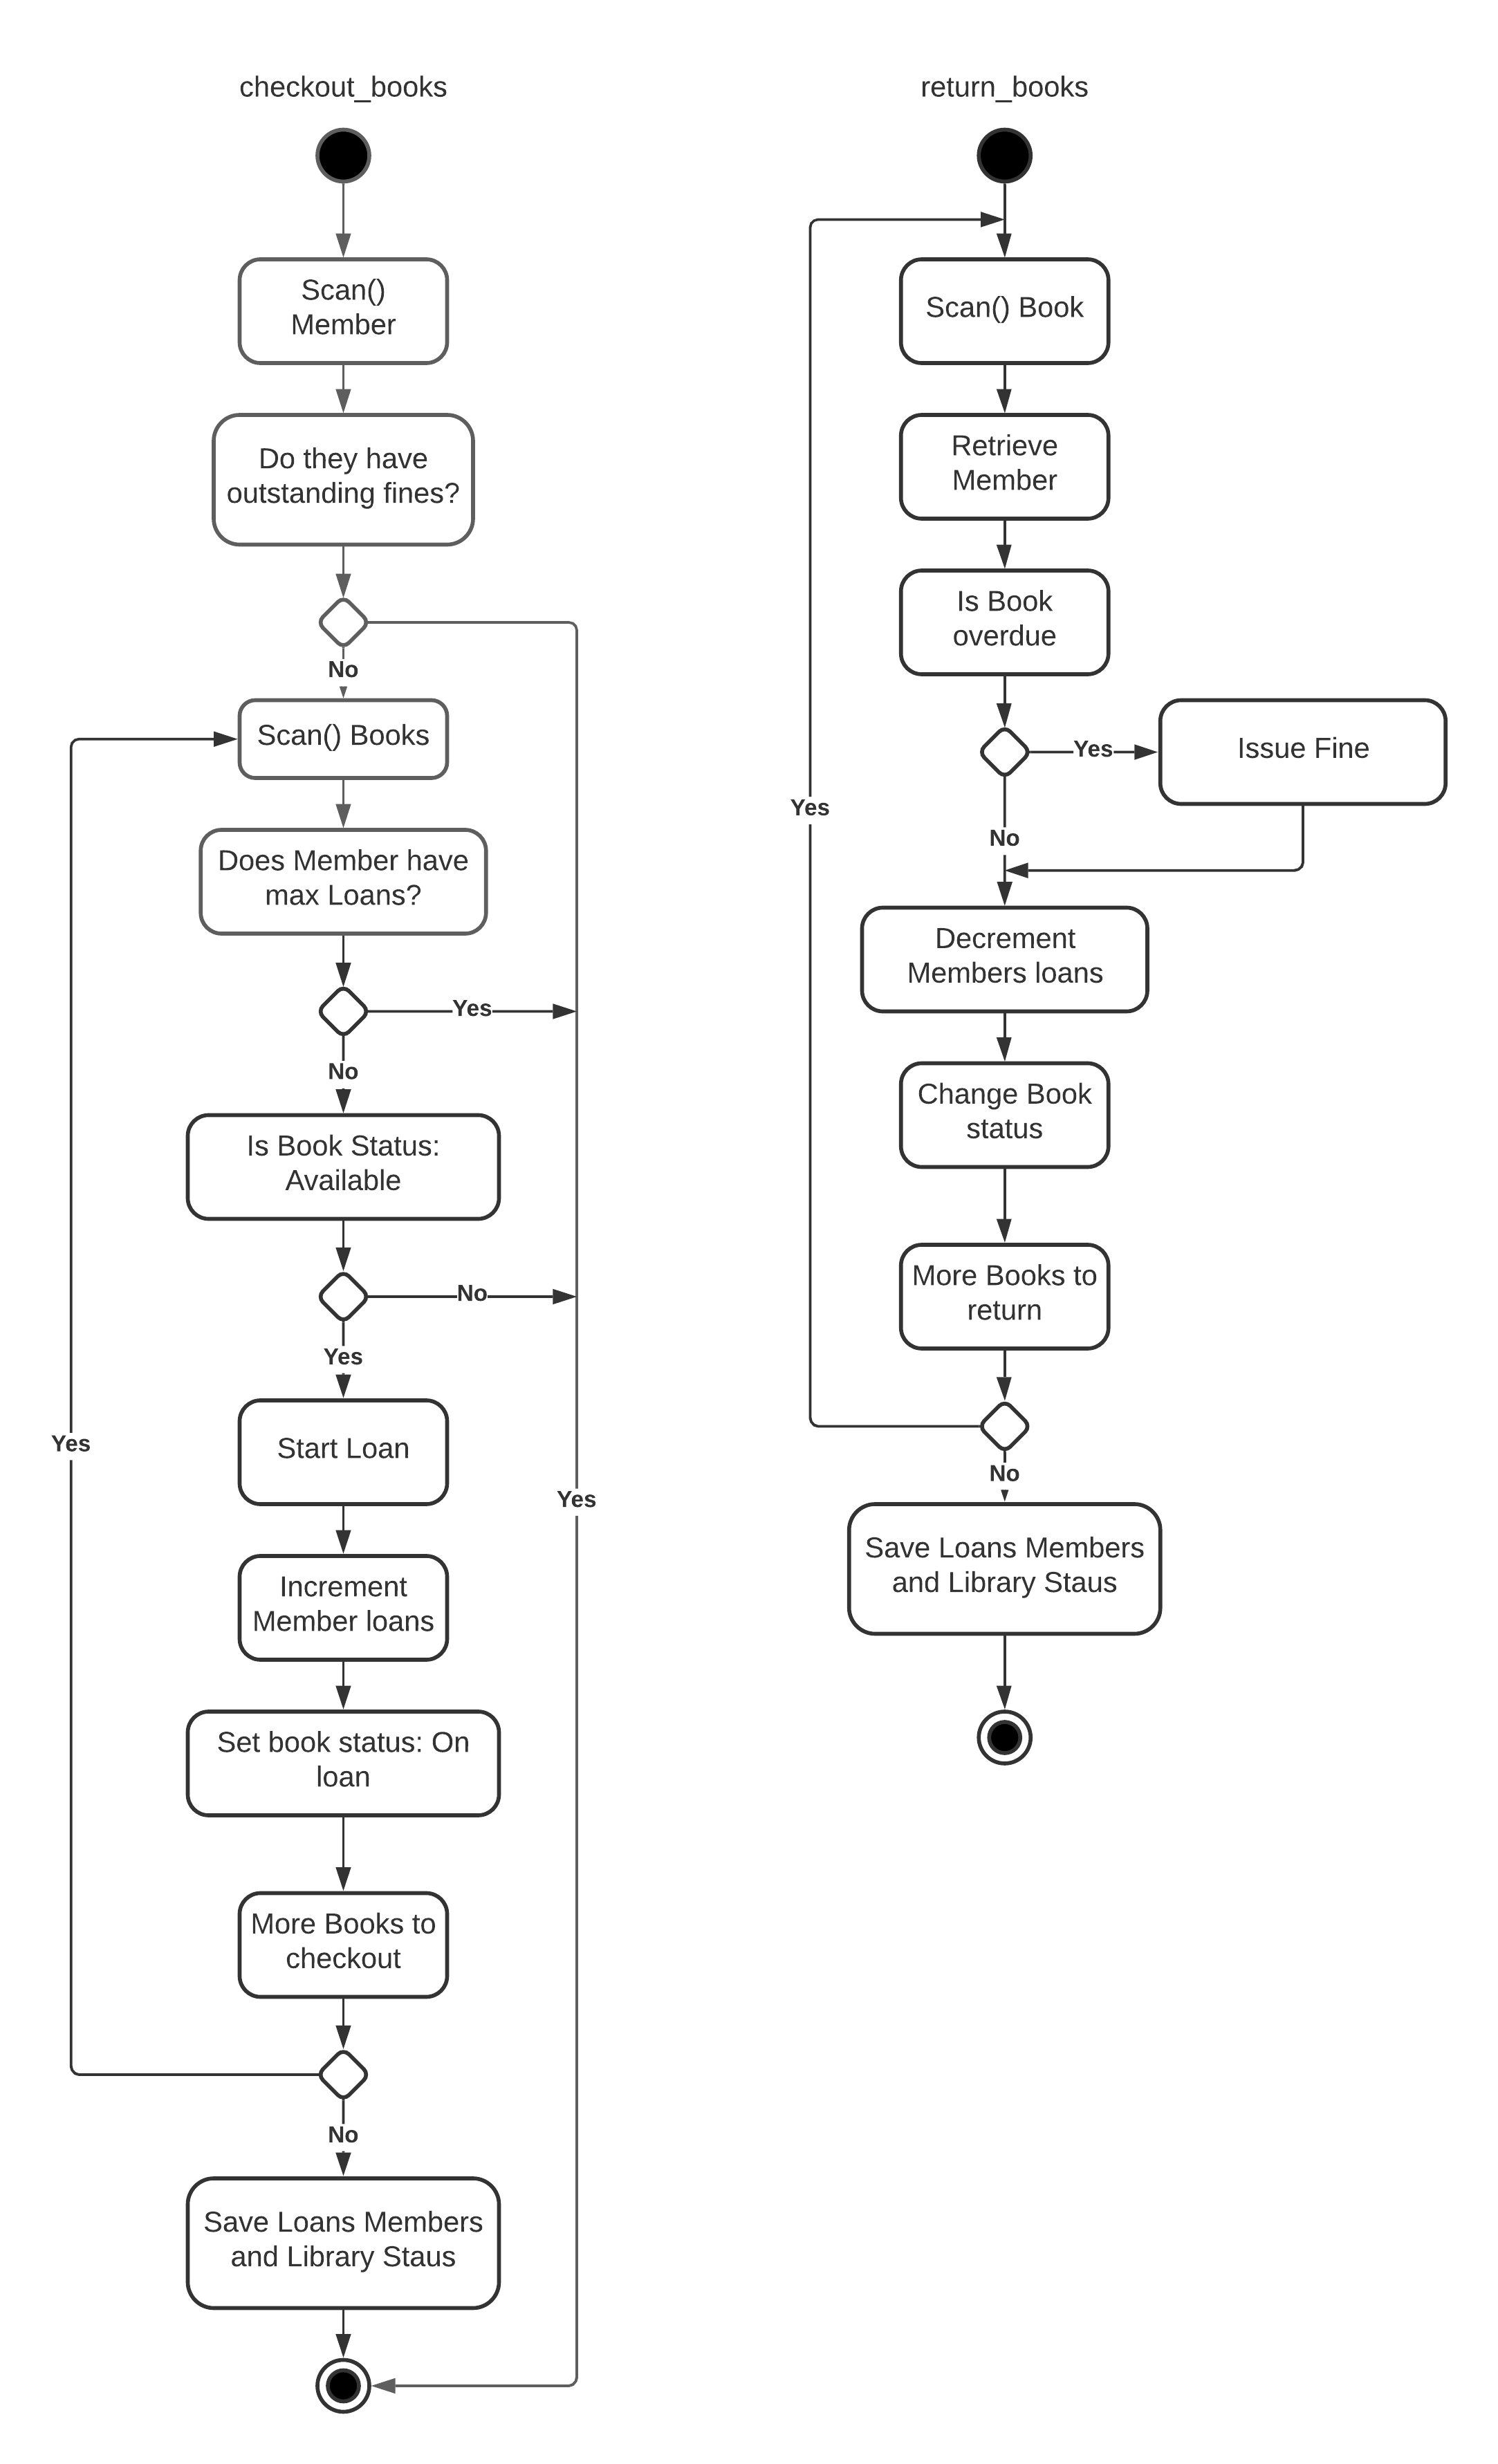 checkout_books
Scan()
Member
Do they have
outstanding fines?
No
Scan() Books
Does Member have
max Loans?
Yes
No
Is Book Status:
Available
No
Yes
Start Loan
Yes
Yes
Increment
Member loans
Set book status: On
loan
More Books to
checkout
No
Save Loans Members
and Library Staus
return_books
Scan() Book
Retrieve
Member
Is Book
overdue
Yes
Issue Fine
Yes
No
Decrement
Members loans
Change Book
status
More Books to
return
No
Save Loans Members
and Library Staus